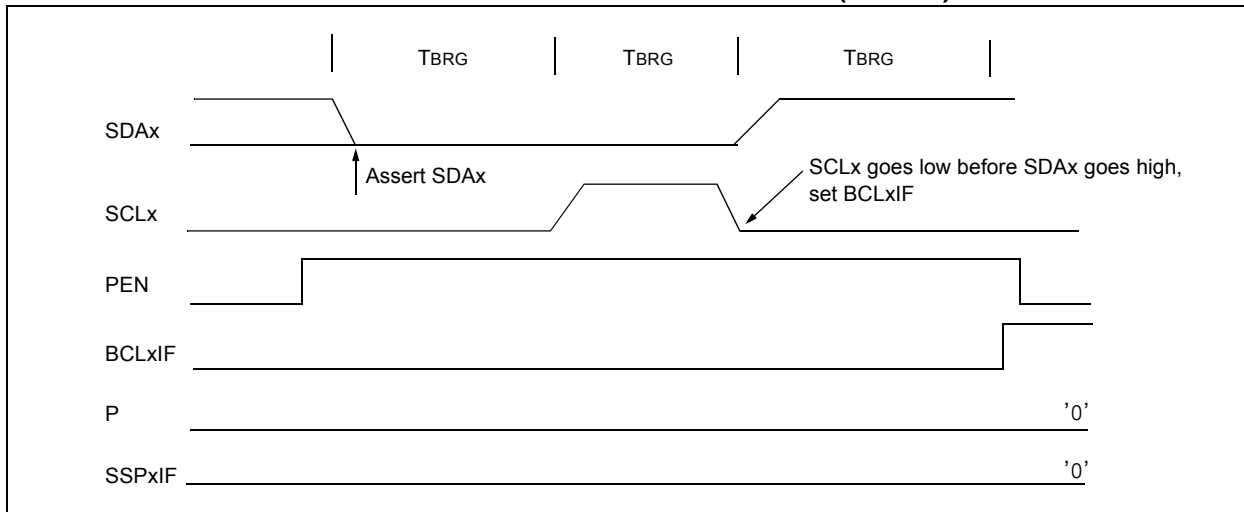 TBRG TBRG TBRG
SDAx
Assert SDAx
SCLx goes low before SDAx goes high,
set BCLxIF
SCLx
PEN
BCLxIF
P '0'
SSPxIF '0'